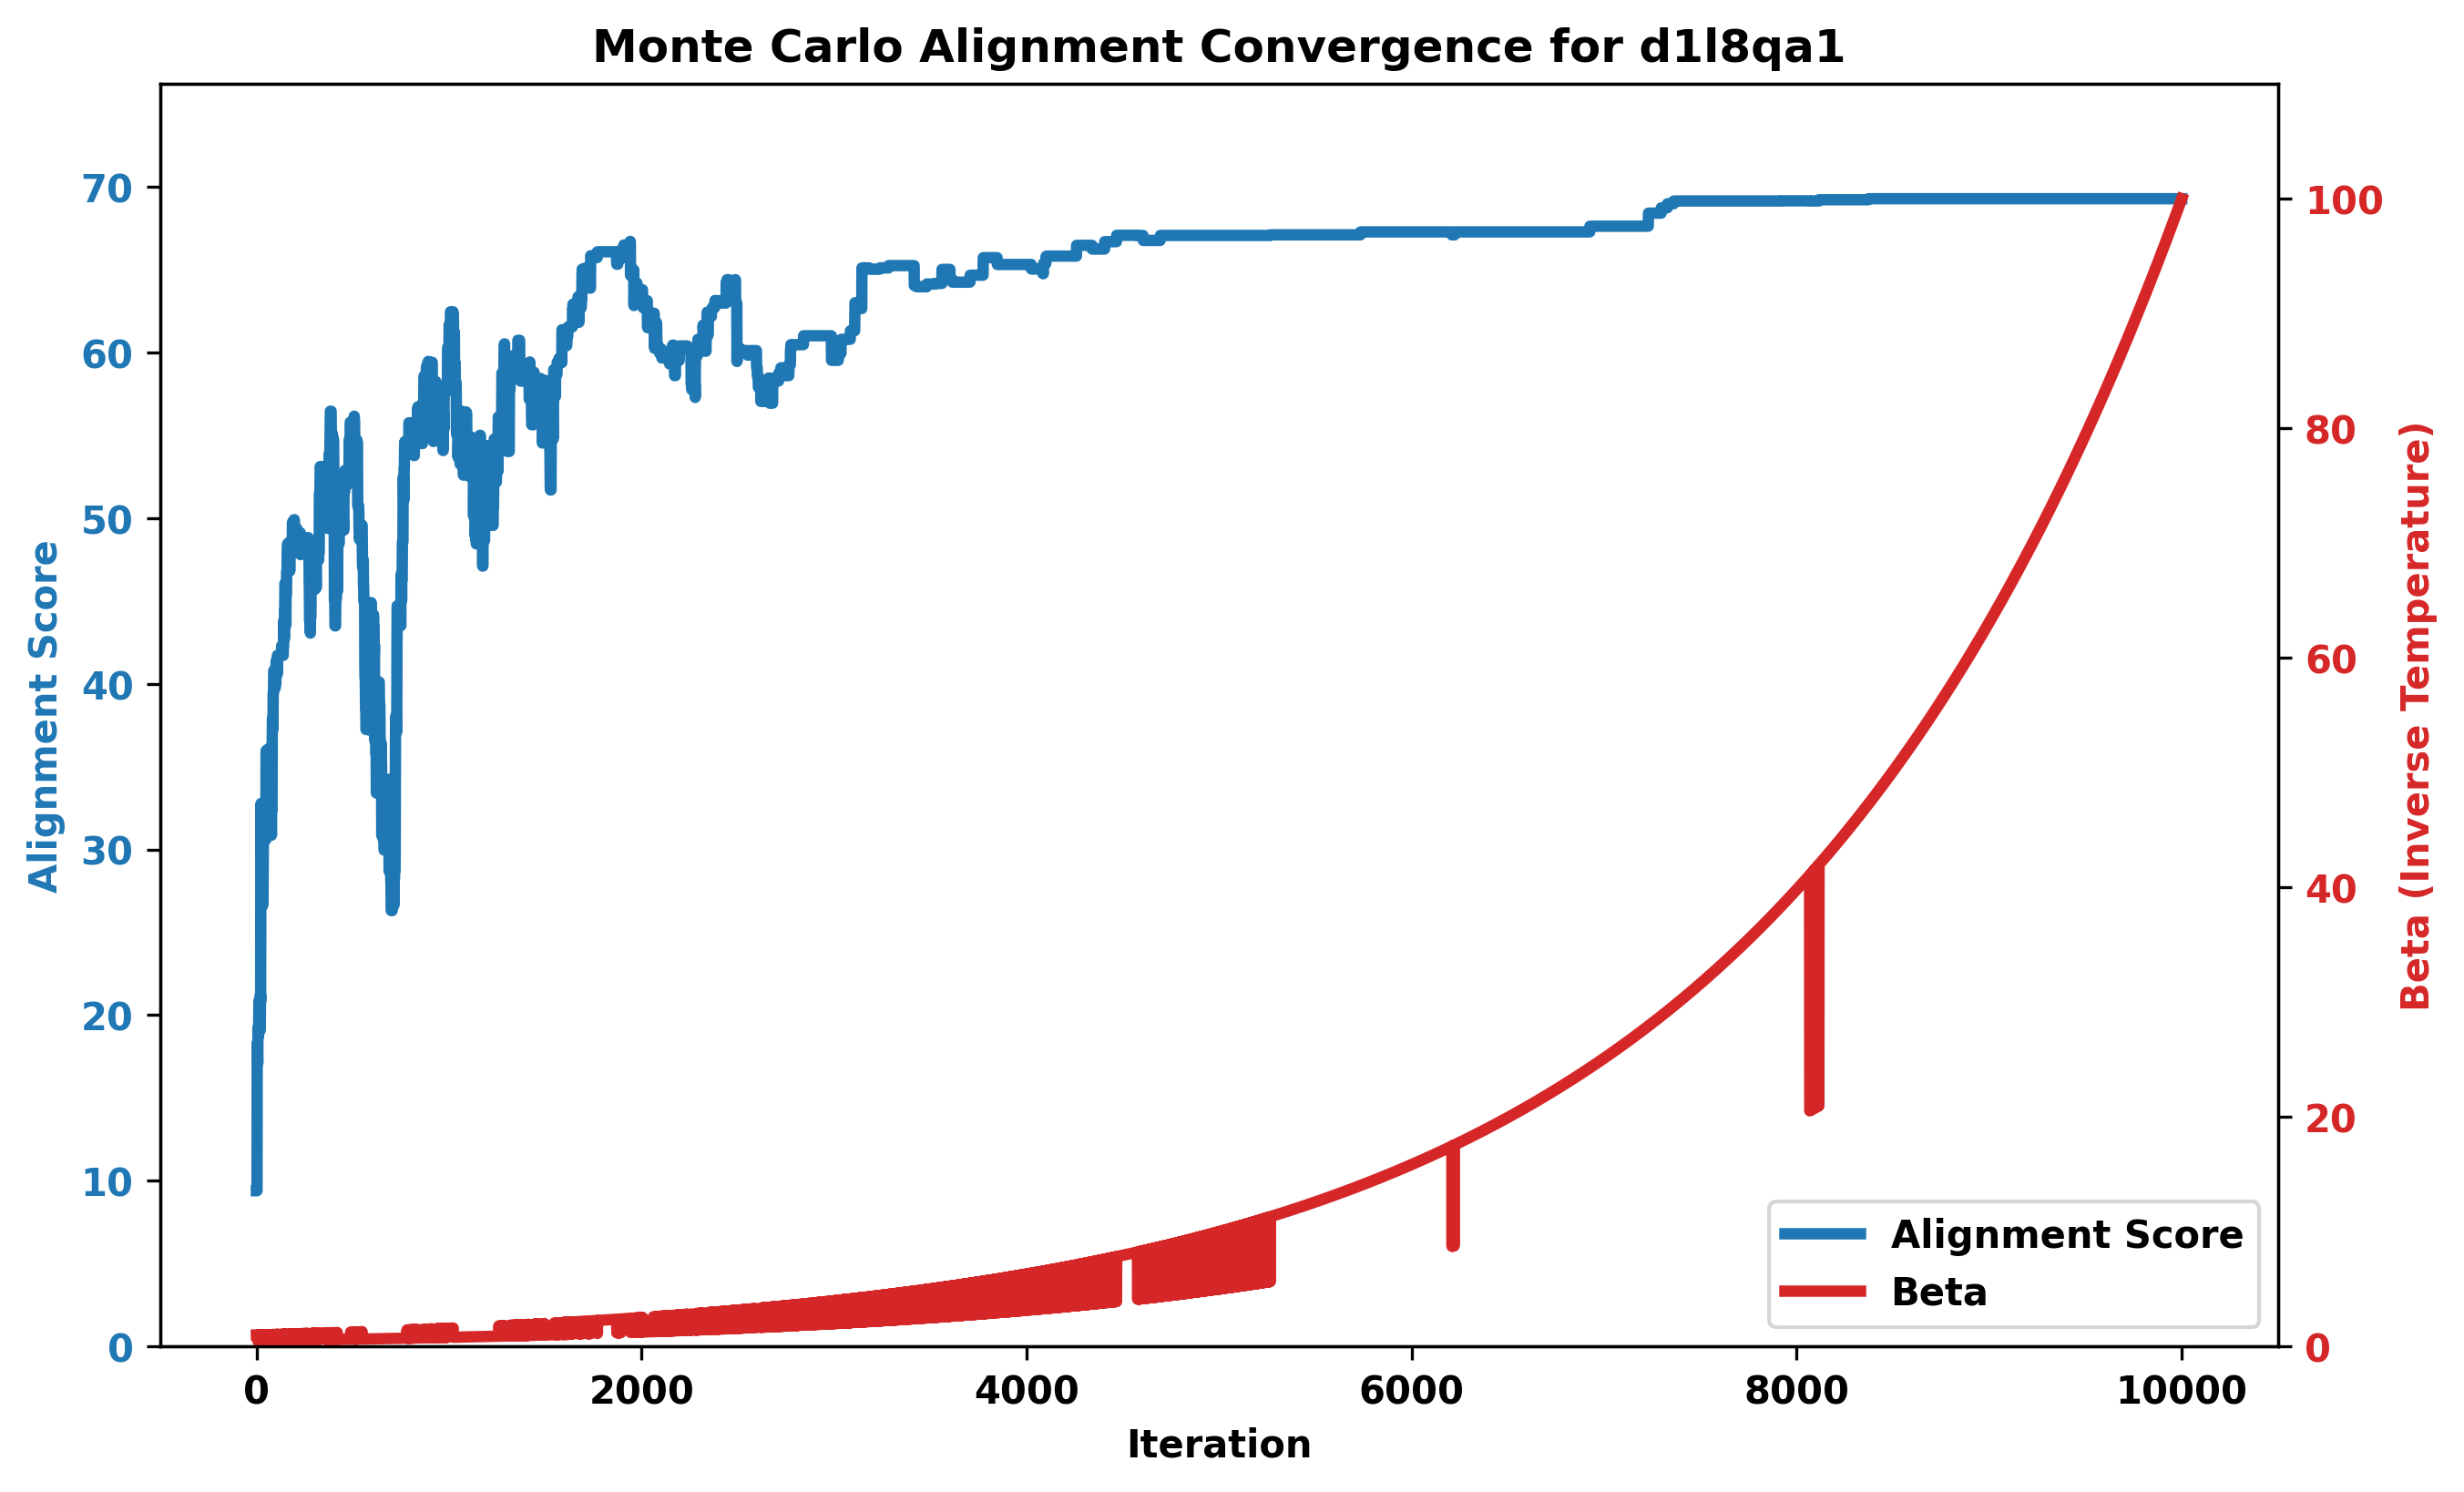 Monte Carlo Alignment Convergence for d1l8qa1
Alignment Score
70
60
50
40
30
20
10
0
100
80
60
40
20
0
Beta (Inverse Temperature)
Alignment Score
Beta
0 2000 4000 6000 8000 10000
Iteration